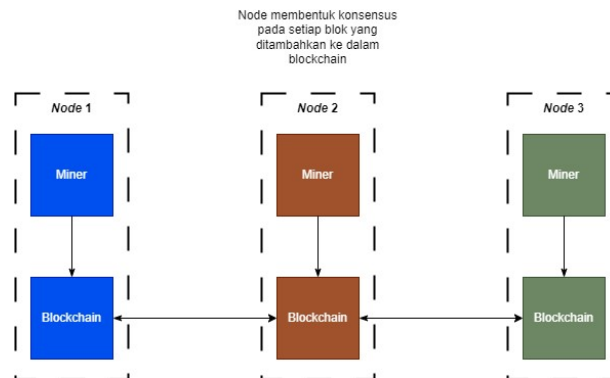 Node membentuk konsensus
pada setiap blok yang
ditambahkan ke dalam
blockchain
Node 1
Node 2
Node 3
Miner
Miner
Miner
Blockchain
Blockchain
Blockchain